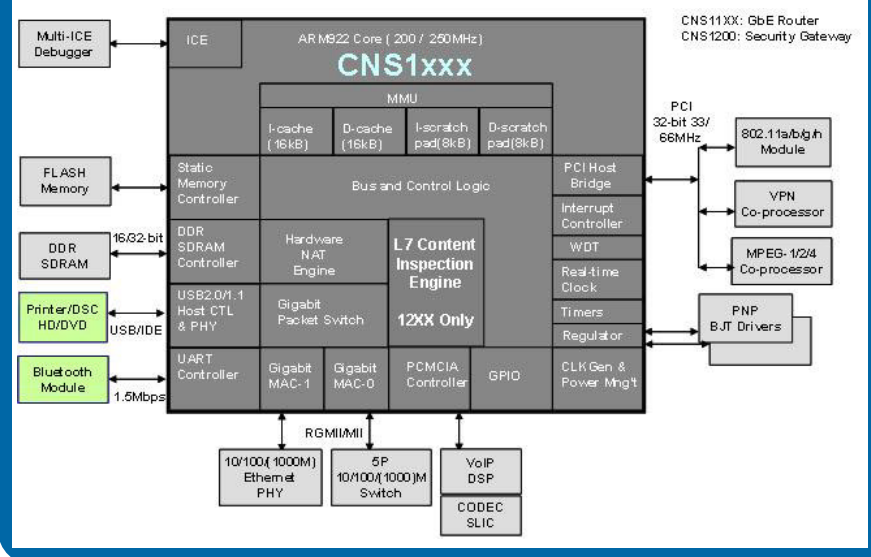 CNS11XX: GbE Router
CNS1200: Security Gateway
Multi-ICE
Debugger
ICE
ARM922 Core ( 200 / 250MHz)
CNS1xxx
MMU
I-cache
(16kB)
D-cache
(16kB)
I-scratch
pad(8kB)
D-scratch
pad(8kB)
PCI
32-bit 33/
66MHz
802.11a/b/g/h
Module
FLASH
Memory
Static
Memory
Controller
Bus and Control Logic
PCI Host
Bridge
VPN
Co-processor
Interrupt
Controller
DDR
SDRAM
16/32-bit
DDR
SDRAM
Controller
Hardware
NAT
Engine
L7 Content
Inspection
Engine
12XX Only
WDT
MPEG-1/2/4
Co-processor
Real-time
Clock
Printer/DSC
HD/DVD
USB/IDE
USB2.0/1.1
Host CTL
& PHY
Gigabit
Packet Switch
Timers
Regulator
PNP
BJT Drivers
Bluetooth
Module
1.5Mbps
UART
Controller
Gigabit
MAC-1
Gigabit
MAC-0
PCMCIA
Controller
GPIO
CLK Gen &
Power Mng't
RGMII/MII
10/100/(1000M)
Ethernet
PHY
5P
10/100/(1000)M
Switch
VoIP
DSP
CODEC
SLIC